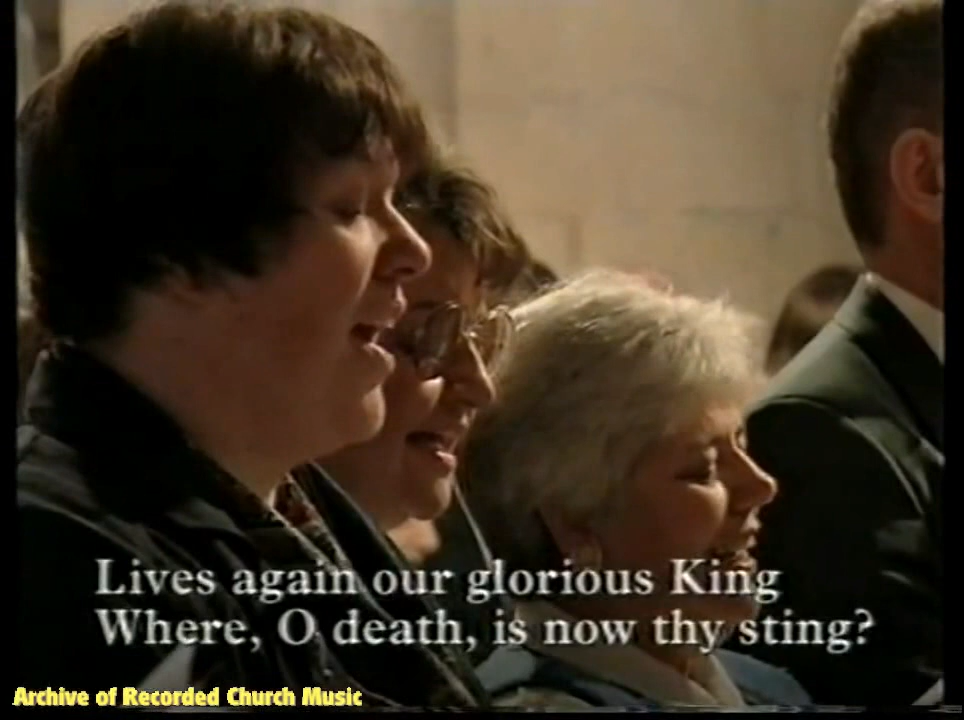 Lives again our glorious King
Where, O death, is now thy sting?
Archive of Recorded Church Music